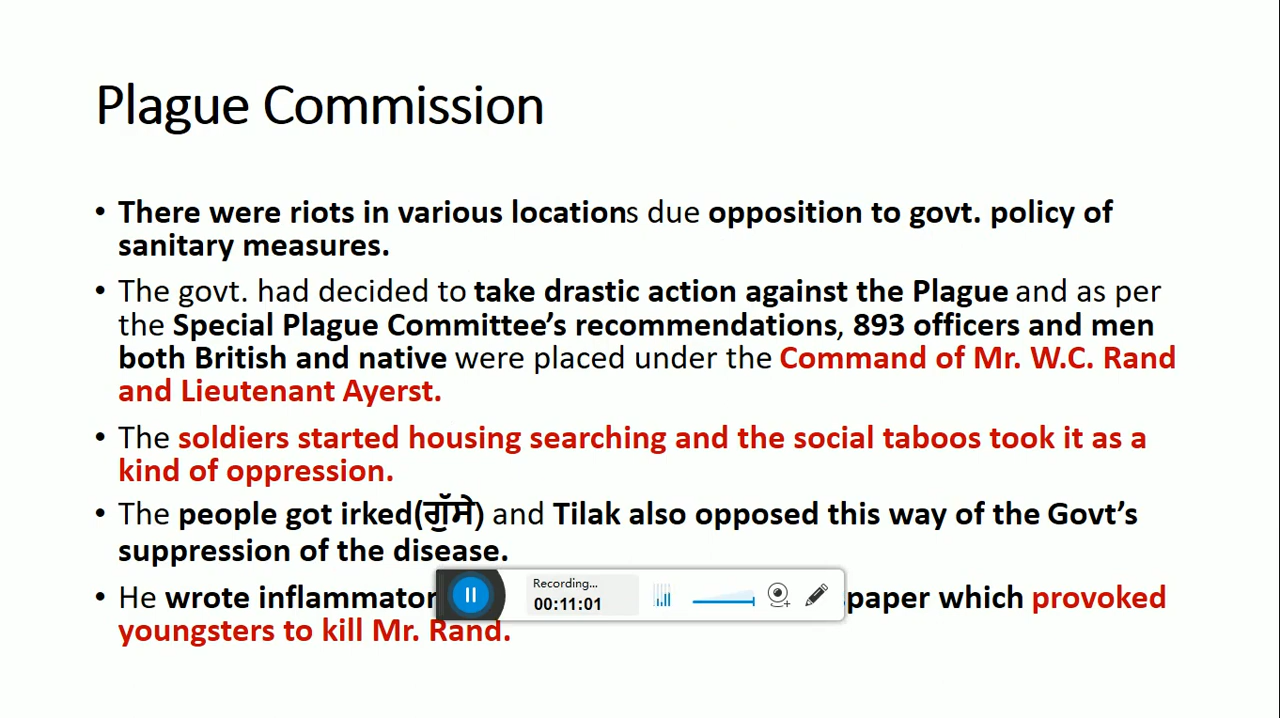 Plague Commission
• There were riots in various locations due opposition to govt. policy of
sanitary measures.
• The govt. had decided to take drastic action against the Plague and as per
the Special Plague Committee's recommendations, 893 officers and men
both British and native were placed under the Command of Mr. W.C. Rand
and Lieutenant Ayerst.
• The soldiers started housing searching and the social taboos took it as a
kind of oppression.
• The people got irked(ਗੁੱਸੇ) and Tilak also opposed this way of the Govt's
suppression of the disease.
• He wrote paper which provoked
youngsters to kill Mr. Rand.
Recording...
00:11:01